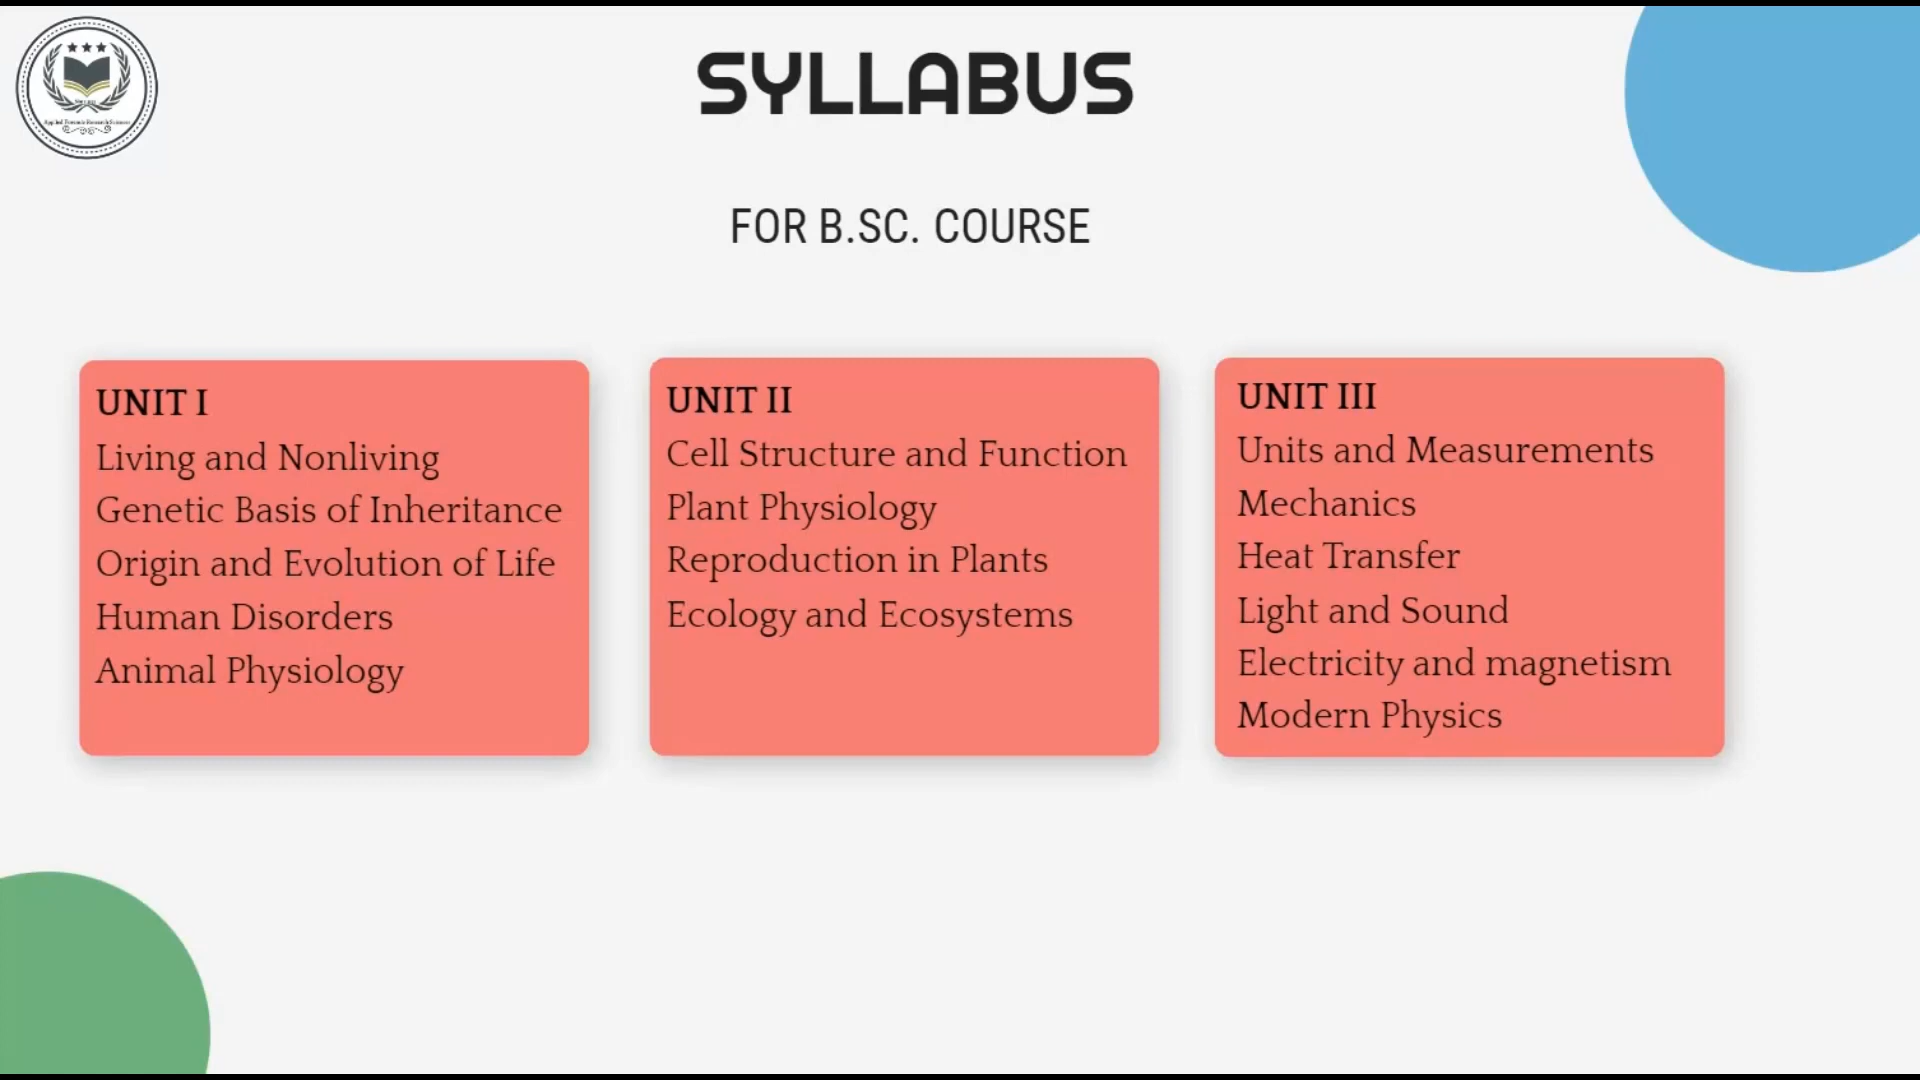 SYLLABUS
FOR B.SC. COURSE
UNIT I
Living and Nonliving
Genetic Basis of Inheritance
Origin and Evolution of Life
Human Disorders
Animal Physiology
UNIT II
Cell Structure and Function
Plant Physiology
Reproduction in Plants
Ecology and Ecosystems
UNIT III
Units and Measurements
Mechanics
Heat Transfer
Light and Sound
Electricity and magnetism
Modern Physics